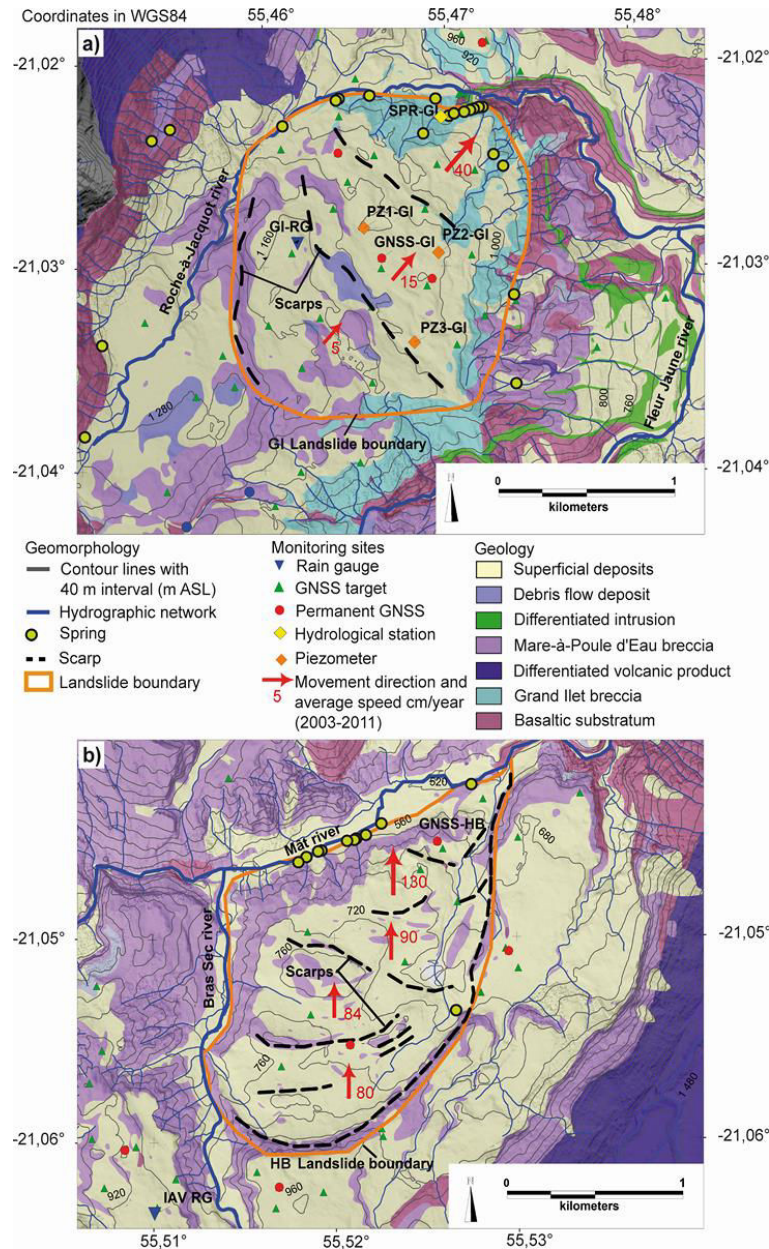 Coordinates in WGS84
55,46°
55,47°
55,48°
a)
-21,02°
-21,02°
960
920
SPR-GI
40
Roche-à-Jacquot river
GI-RG
1 160
PZ1-GI
GNSS-GI
PZ2-GI
1,000
-21,03°
-21,03°
15
Scarps
5
PZ3-GI
1 280
800
760
Fleur Jaune river
GI Landslide boundary
-21,04°
-21,04°
N
0
1
kilometers
Geomorphology
Contour lines with
40 m interval (m ASL)
Hydrographic network
Spring
Scarp
Landslide boundary
Monitoring sites
Rain gauge
GNSS target
Permanent GNSS
Hydrological station
Piezometer
5
Movement direction and
average speed cm/year
(2003-2011)
Geology
Superficial deposits
Debris flow deposit
Differentiated intrusion
Mare-à-Poule d'Eau breccia
Differentiated volcanic product
Grand Ilet breccia
Basaltic substratum
b)
520
Mât river
560
GNSS-HB
680
130
720
-21,05°
-21,05°
Bras Sec river
760
90
Scarps
84
760
80
1 480
-21,06°
-21,06°
HB Landslide boundary
920
IAV RG
960
N
0
1
kilometers
55,51°
55,52°
55,53°